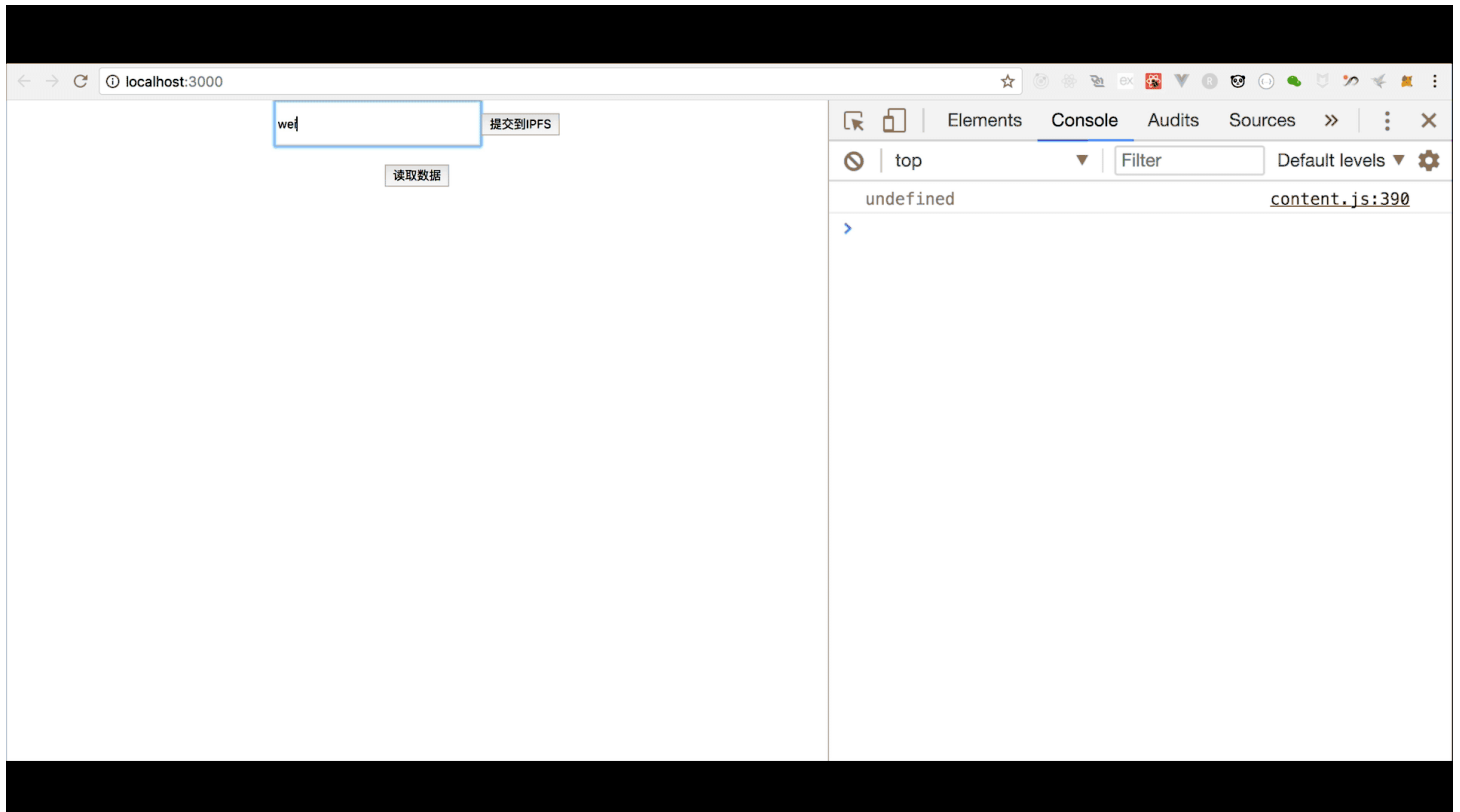 localhost:3000
提交到IPFS
读取数据
Elements Console Audits Sources
top Filter Default levels
undefined content.js:390